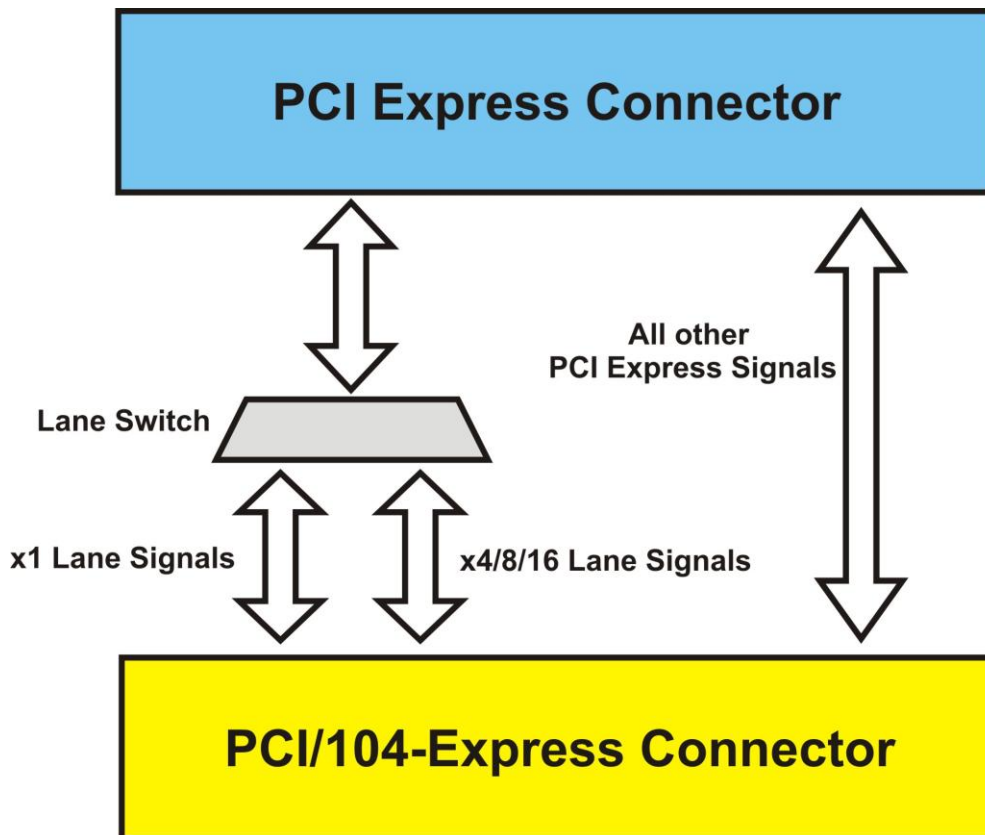 PCI Express Connector
All other
PCI Express Signals
Lane Switch
x1 Lane Signals
x4/8/16 Lane Signals
PCI/104-Express Connector